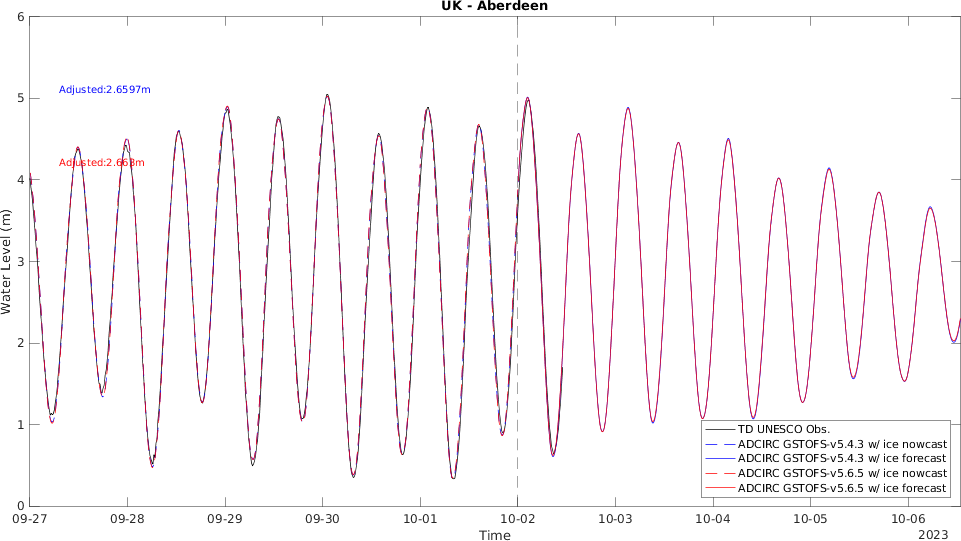 UK - Aberdeen
6
5
4
3
2
1
0
Water Level (m)
Adjusted:2.6597m
Adjusted:2.663m
TD UNESCO Obs.
ADCIRC GSTOFS-v5.4.3 w/ ice nowcast
ADCIRC GSTOFS-v5.4.3 w/ ice forecast
ADCIRC GSTOFS-v5.6.5 w/ ice nowcast
ADCIRC GSTOFS-v5.6.5 w/ ice forecast
09-27 09-28 09-29 09-30 10-01 10-02 10-03 10-04 10-05 10-06
Time
2023